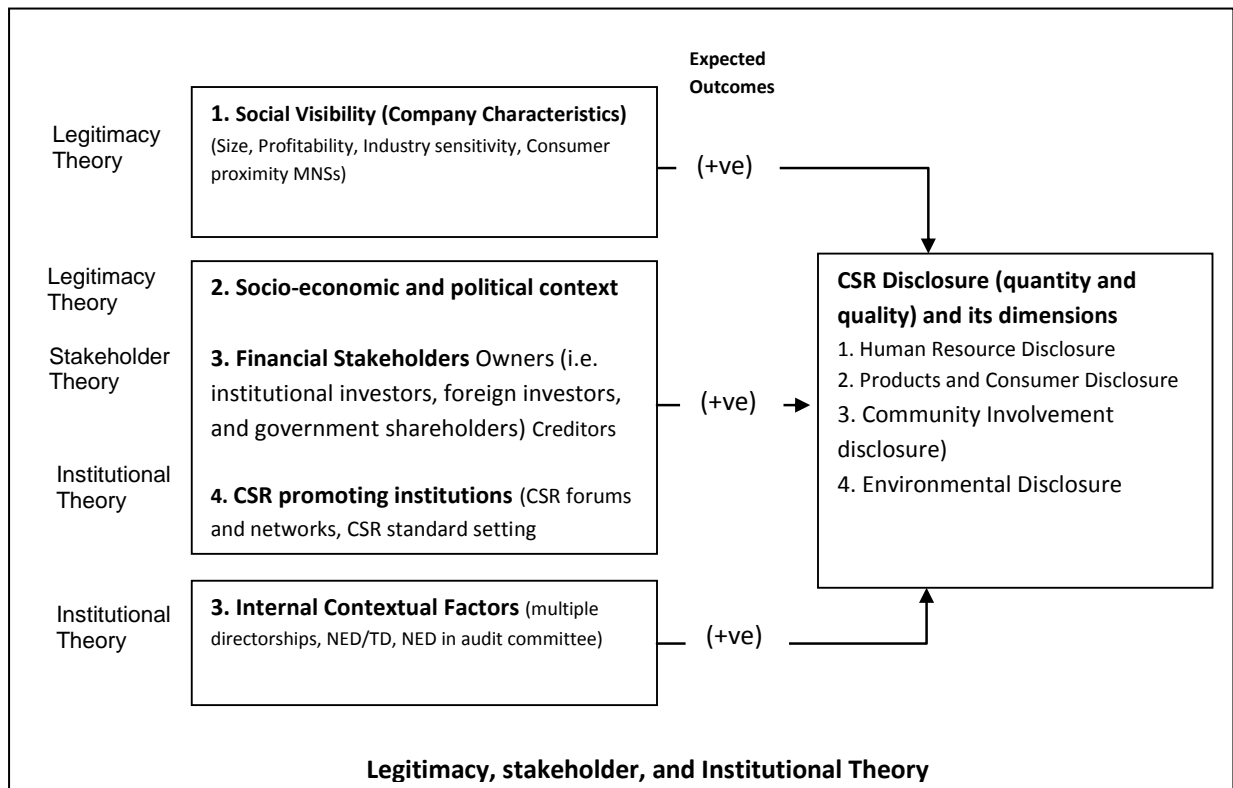 Expected
Outcomes
Legitimacy
Theory
1. Social Visibility (Company Characteristics)
(Size, Profitability, Industry sensitivity, Consumer
proximity MNSs)
(+ve)
Legitimacy
Theory
2. Socio-economic and political context
Stakeholder
Theory
3. Financial Stakeholders Owners (i.e.
institutional investors, foreign investors,
and government shareholders) Creditors
(+ve)
Institutional
Theory
4. CSR promoting institutions (CSR forums
and networks, CSR standard setting
Institutional
Theory
3. Internal Contextual Factors (multiple
directorships, NED/TD, NED in audit committee)
(+ve)
CSR Disclosure (quantity and
quality) and its dimensions
1. Human Resource Disclosure
2. Products and Consumer Disclosure
3. Community Involvement
disclosure)
4. Environmental Disclosure
Legitimacy, stakeholder, and Institutional Theory